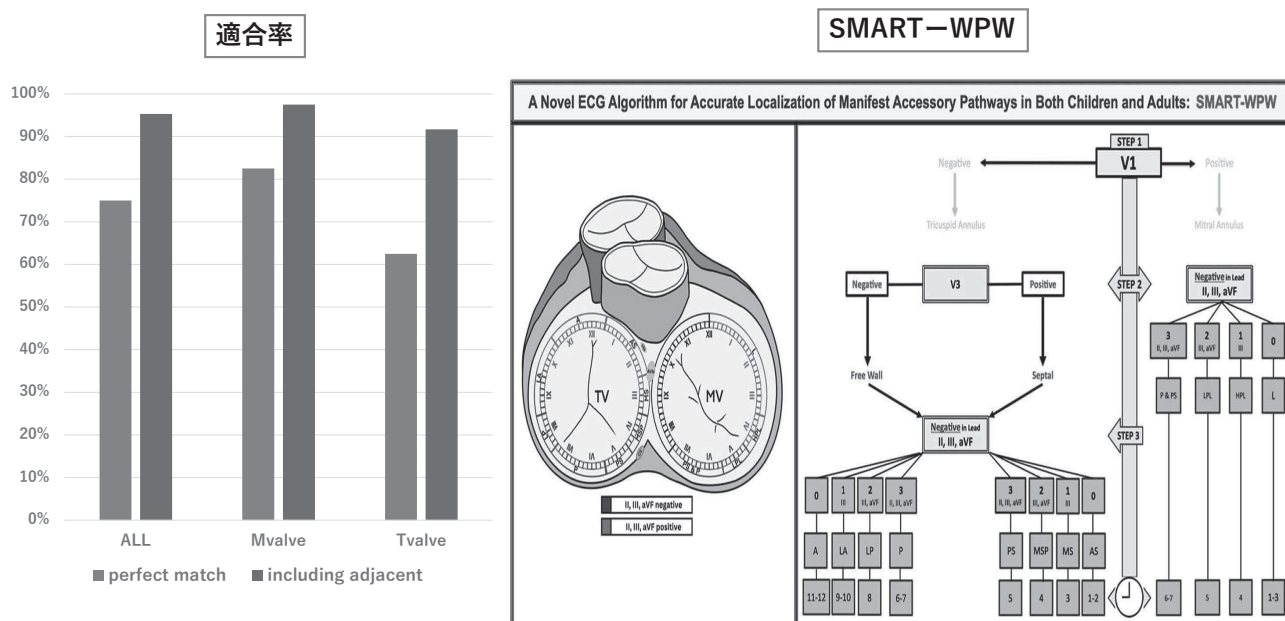 適合率
100%
90%
80%
70%
60%
50%
40%
30%
20%
10%
0%
ALL
Mvalve
Tvalve
perfect match
including adjacent
SMART－WPW
A Novel ECG Algorithm for Accurate Localization of Manifest Accessory Pathways in Both Children and Adults: SMART-WPW
TV
MV
II, III, aVF negative
II, III, aVF positive
STEP 1
V1
Negative
Positive
Tricuspid Annulus
Mitral Annulus
STEP 2
Negative
V3
Positive
Negative in Lead
II, III, aVF
3
II, III, aVF
2
III, aVF
1
III
0
P & PS
LPL
HPL
L
Free Wall
Septal
Negative in Lead
II, III, aVF
STEP 3
0
1
III
2
III, aVF
3
II, III, aVF
3
II, III, aVF
2
III, aVF
1
III
0
A
LA
LP
P
PS
MSP
MS
AS
11-12
9-10
8
6-7
5
4
3
1-2
6-7
5
4
1-3